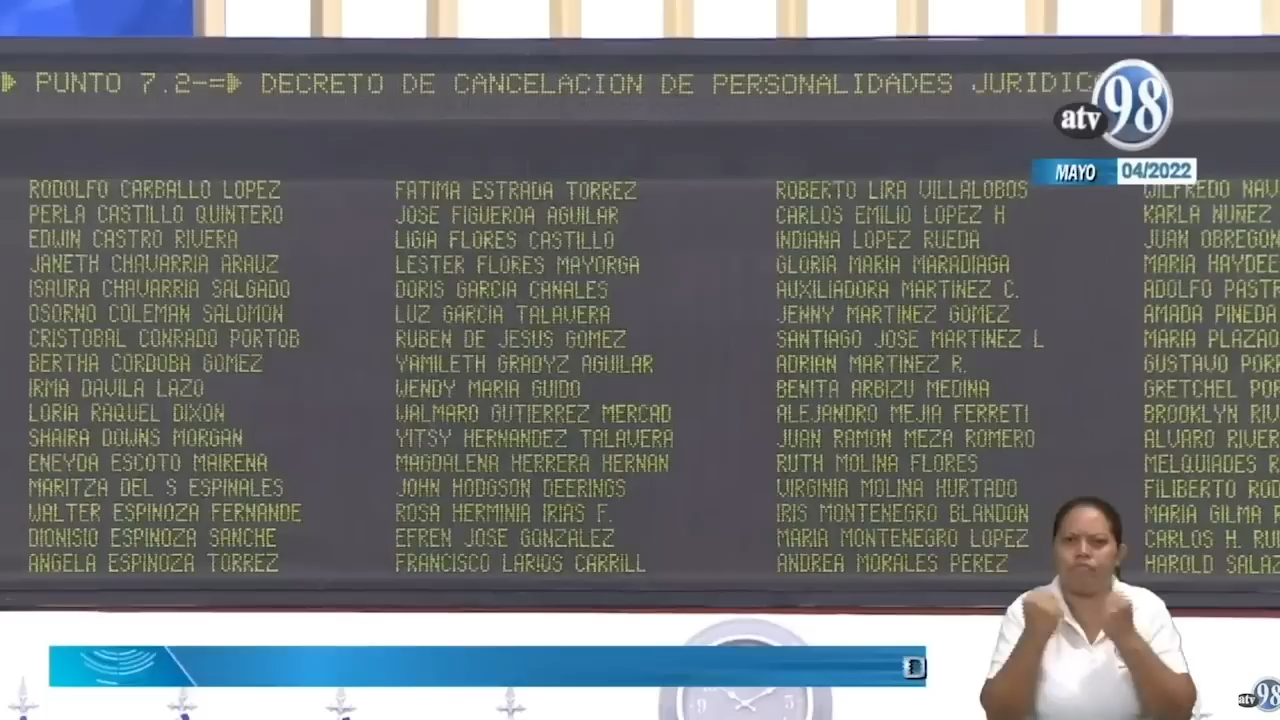 PUNTO 7.2-=> DECRETO DE CANCELACION DE PERSONALIDADES
atv 98
MAYO 04/2022
RODOLFO CARBALLO LOPEZ
PERLA CASTILLO QUINTERO
EDWIN CASTRO RIVERA
JANETH CHAVARRIA ARAUZ
ISAURA CHAVARRIA SALGADO
OSORNO COLEMAN SALOMON
CRISTOBAL CONRADO PORTOB
BERTHA CORDOBA GOMEZ
IRMA DAVILA LAZO
LORIA RAQUEL DIXON
SHAIRA DOWNS MORGAN
ENEYDA ESCOTO MAIRENA
MARITZA DEL S ESPINALES
WALTER ESPINOZA FERNANDE
DIONISIO ESPINOZA SANCHE
ANGELA ESPINOZA TORREZ
FATIMA ESTRADA TORREZ
JOSE FIGUEROA AGUILAR
LIGIA FLORES CASTILLO
LESTER FLORES MAYORGA
DORIS GARCIA CANALES
LUZ GARCIA TALAVERA
RUBEN DE JESUS GOMEZ
YAMILETH GRADYZ AGUILAR
WENDY MARIA GUIDO
WALMARO GUTIERREZ MERCAD
YITSY HERNANDEZ TALAVERA
MAGDALENA HERRERA HERNAN
JOHN HODGSON DEERINGS
ROSA HERMINIA IRIAS F.
EFREN JOSE GONZALEZ
FRANCISCO LARIOS CARRILL
ROBERTO LIRA VILLALOBOS
CARLOS EMILIO LOPEZ H
INDIANA LOPEZ RUEDA
GLORIA MARIA MARADIAGA
AUXILIADORA MARTINEZ C.
JENNY MARTINEZ GOMEZ
SANTIAGO JOSE MARTINEZ L
ADRIAN MARTINEZ R.
BENITA ARBIZU MEDINA
ALEJANDRO MEJIA FERRETI
JUAN RAMON MEZA ROMERO
RUTH MOLINA FLORES
VIRGINIA MOLINA HURTADO
IRIS MONTENEGRO BLANDON
MARIA MONTENEGRO LOPEZ
ANDREA MORALES PEREZ
WILFREDO NAV
KARLA NUNEZ
JUAN OBREGON
MARIA HAYDEE
ADOLFO PASTR
AMADA PINEDA
MARIA PLAZAO
GUSTAVO POR
GRETCHEL PO
BROOKLYN RIV
ALVARO RIVER
MELQUIADES R
FILIBERTO ROD
MARIA GILMA
CARLOS H. RU
HAROLD SALAZ
9 5
atv 98